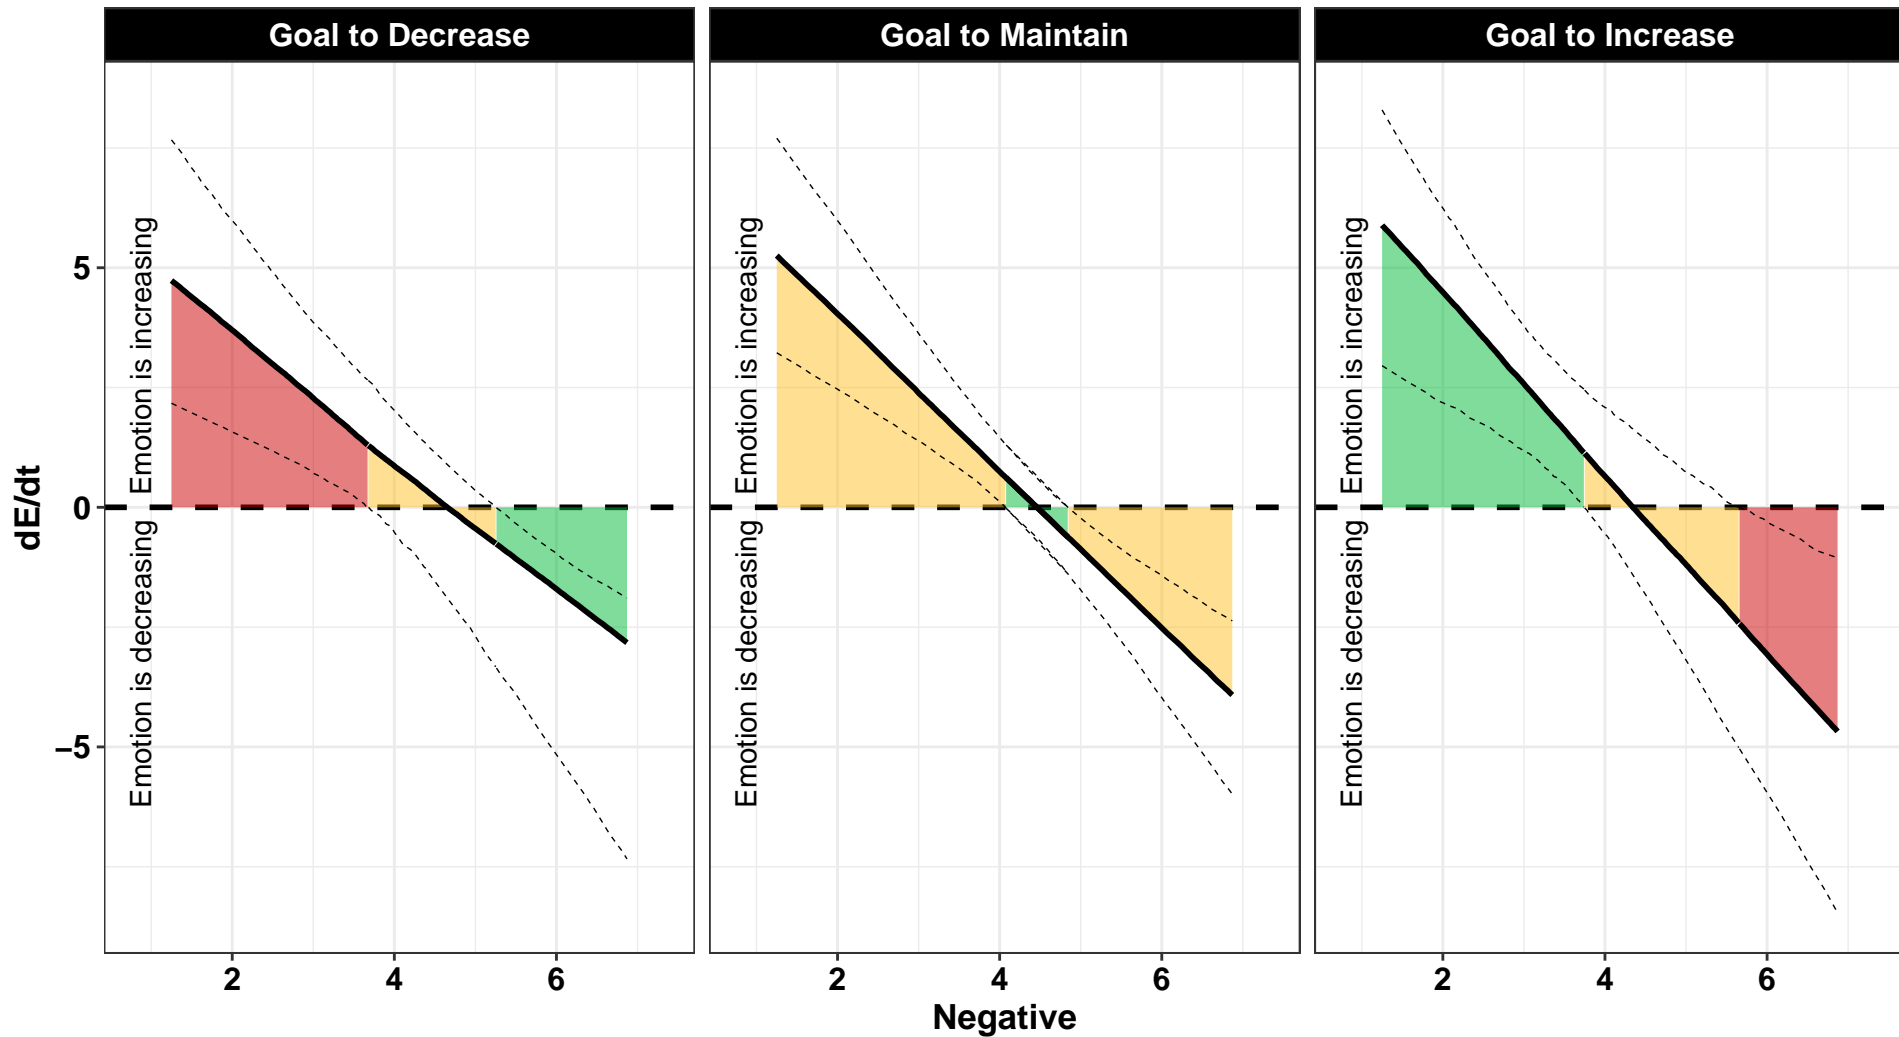 Goal to Decrease
Goal to Maintain
Goal to Increase
dE/dt
5
0
−5
Emotion is increasing
Emotion is decreasing
Emotion is increasing
Emotion is decreasing
Emotion is increasing
Emotion is decreasing
2 4 6
2 4 6
2 4 6
Negative